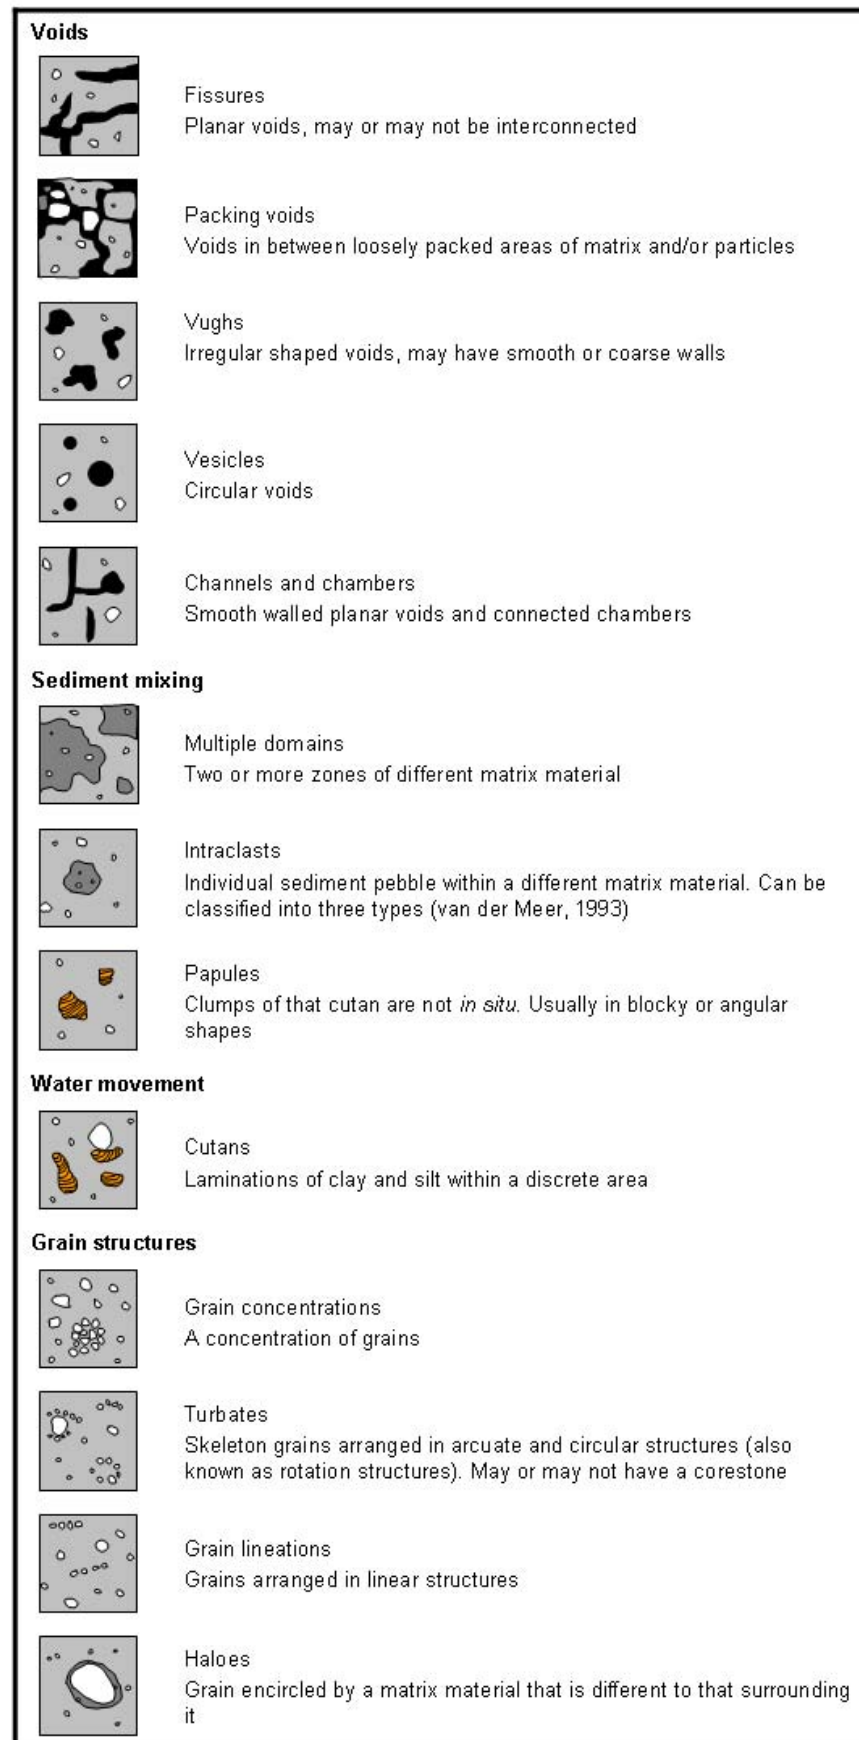 Voids
Fissures
Planar voids, may or may not be interconnected
Packing voids
Voids in between loosely packed areas of matrix and/or particles
Vughs
Irregular shaped voids, may have smooth or coarse walls
Vesicles
Circular voids
Channels and chambers
Smooth walled planar voids and connected chambers
Sediment mixing
Multiple domains
Two or more zones of different matrix material
Intraclasts
Individual sediment pebble within a different matrix material. Can be
classified into three types (van der Meer, 1993)
Papules
Clumps of that cutan are not in situ. Usually in blocky or angular
shapes
Water movement
Cutans
Laminations of clay and silt within a discrete area
Grain structures
Grain concentrations
A concentration of grains
Turbates
Skeleton grains arranged in arcuate and circular structures (also
known as rotation structures). May or may not have a corestone
Grain lineations
Grains arranged in linear structures
Haloes
Grain encircled by a matrix material that is different to that surrounding
it